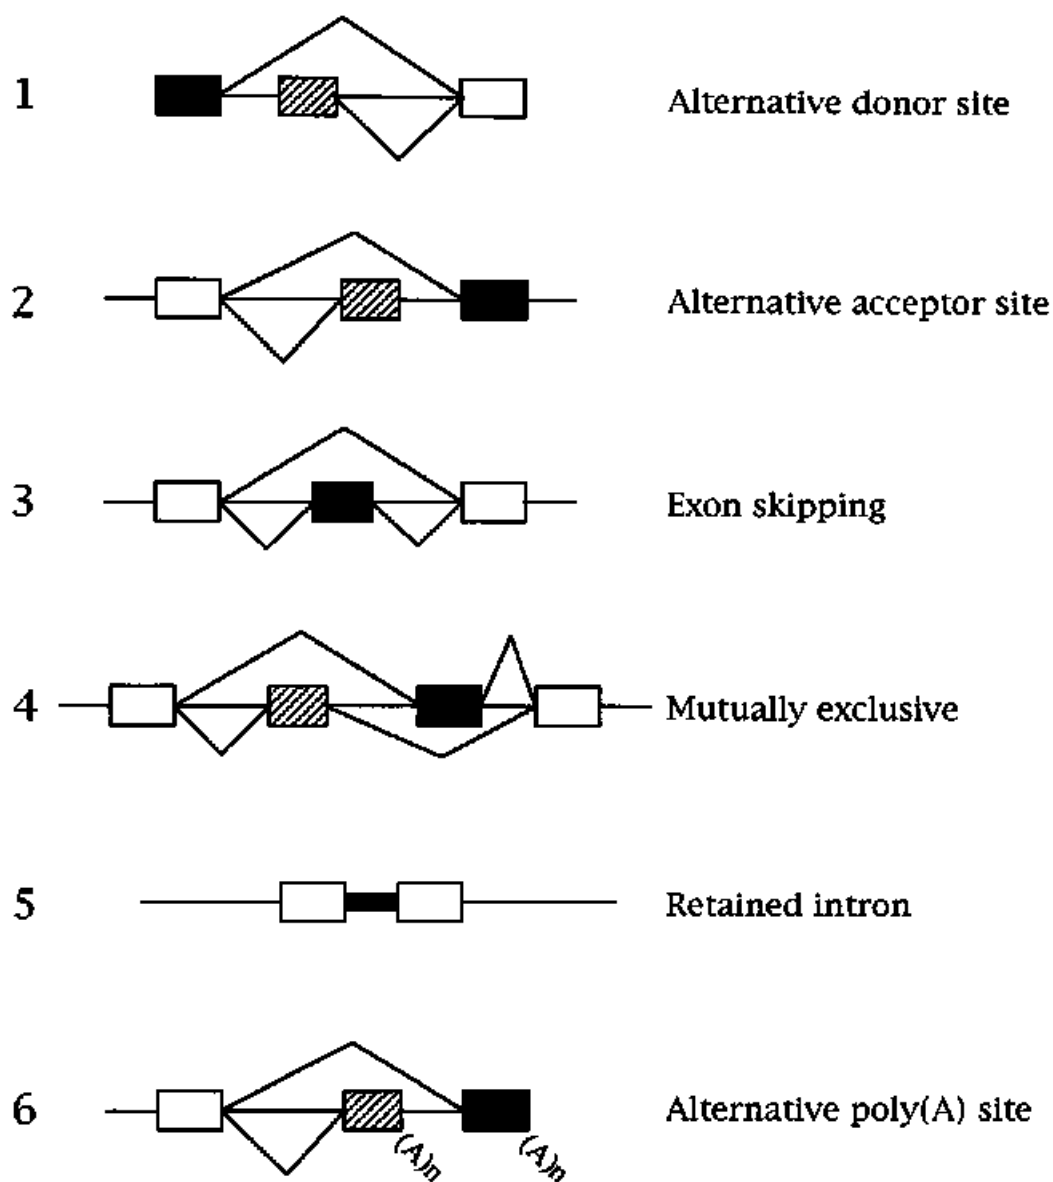 1 Alternative donor site
2 Alternative acceptor site
3 Exon skipping
4 Mutually exclusive
5 Retained intron
6 Alternative poly(A) site
(A)n (A)n